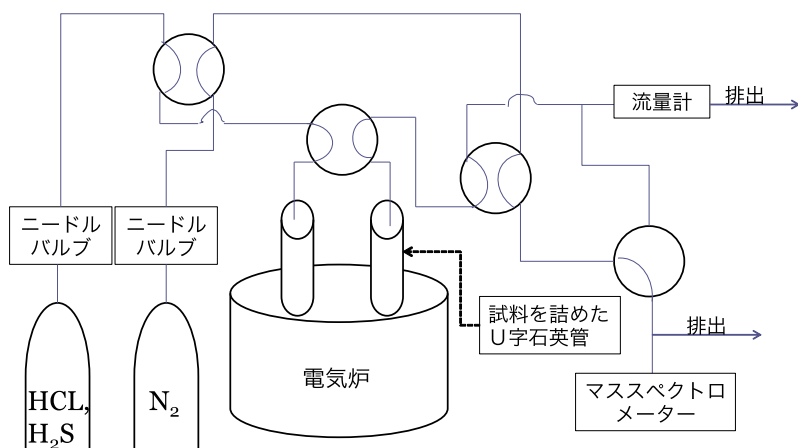 流量計
排出
ニードル
バルブ
ニードル
バルブ
試料を詰めた
U字石英管
排出
電気炉
マススペクトロ
メーター
HCL,
H₂S
N₂